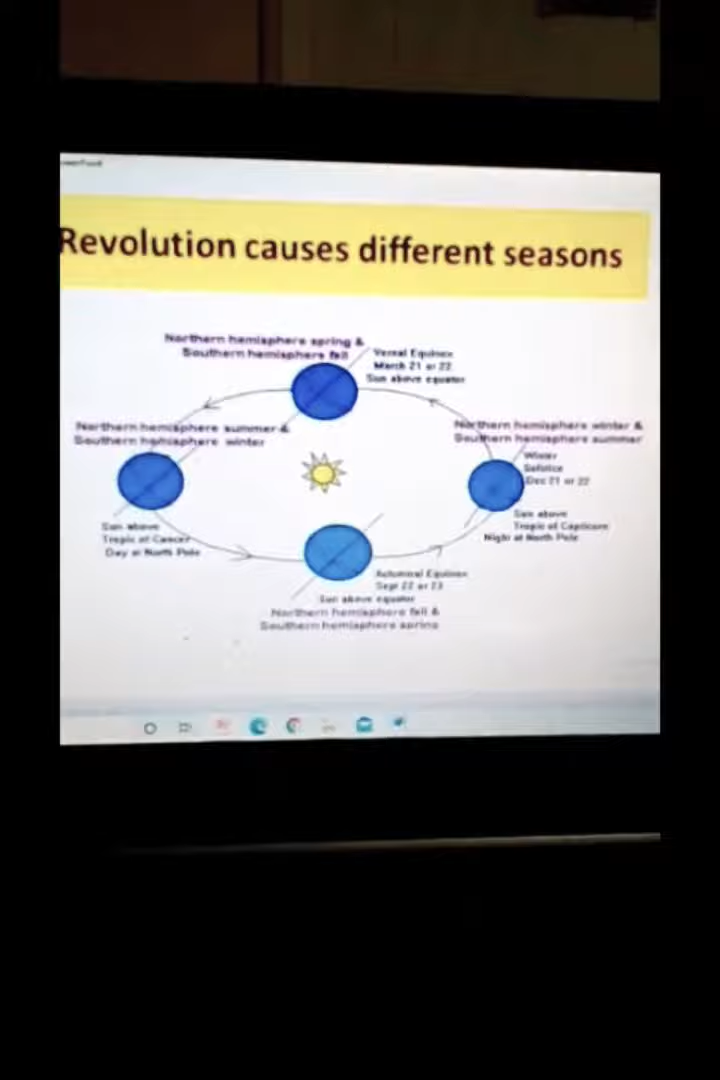 Revolution causes different seasons
Northern hemisphere spring &
Southern hemisphere fall
Vernal Equinox
March 21 or 22
Sun above equator
Northern hemisphere summer &
Southern hemisphere winter
Northern hemisphere winter &
Southern hemisphere summer
Winter
Solstice
Dec 21 or 22
Sun above
Tropic of Cancer
Day at North Pole
Sun above
Tropic of Capricorn
Night at North Pole
Autumnal Equinox
Sept 22 or 23
Sun above equator
Northern hemisphere fall &
Southern hemisphere spring